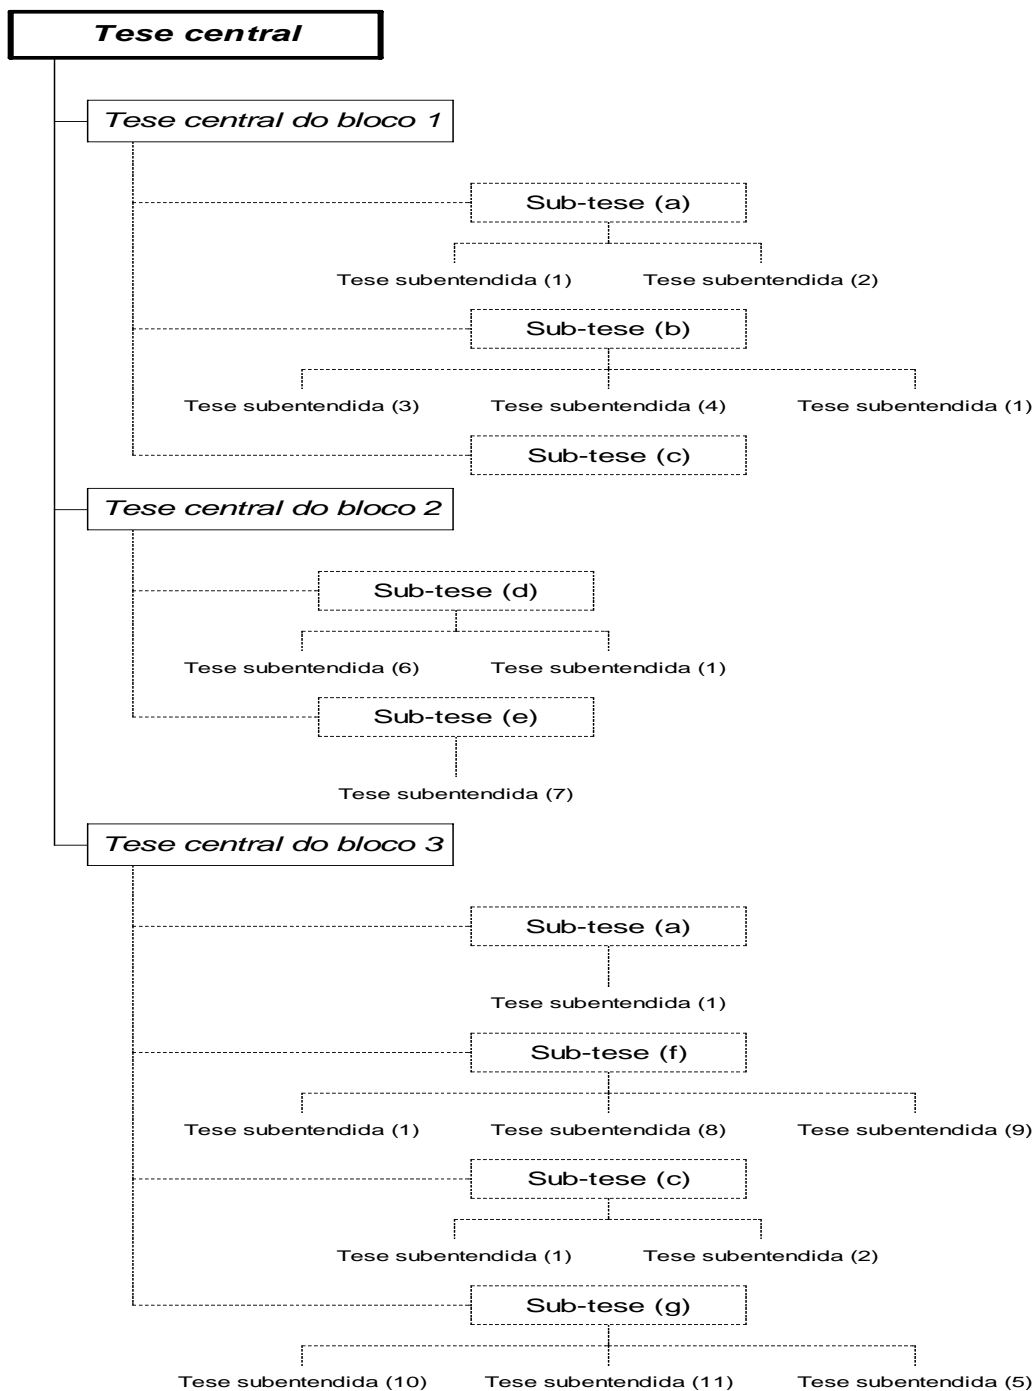 Tese central
Tese central do bloco 1
Sub-tese (a)
Tese subentendida (1) Tese subentendida (2)
Sub-tese (b)
Tese subentendida (3) Tese subentendida (4) Tese subentendida (1)
Sub-tese (c)
Tese central do bloco 2
Sub-tese (d)
Tese subentendida (6) Tese subentendida (1)
Sub-tese (e)
Tese subentendida (7)
Tese central do bloco 3
Sub-tese (a)
Tese subentendida (1)
Sub-tese (f)
Tese subentendida (1) Tese subentendida (8) Tese subentendida (9)
Sub-tese (c)
Tese subentendida (1) Tese subentendida (2)
Sub-tese (g)
Tese subentendida (10) Tese subentendida (11) Tese subentendida (5)